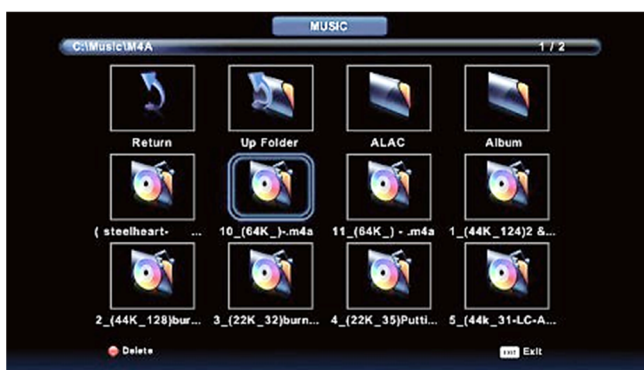 MUSIC
C:\Music\M4A 1 / 2
Return Up Folder ALAC Album
( steelheart- ... 10_(64K_)-.m4a 11_(64K_) - .m4a 1_(44K_124)2 &...
2_(44K_128)bur... 3_(22K_32)burn... 4_(22K_35)Putti... 5_(44k_31-LC-A...
Delete EXIT Exit